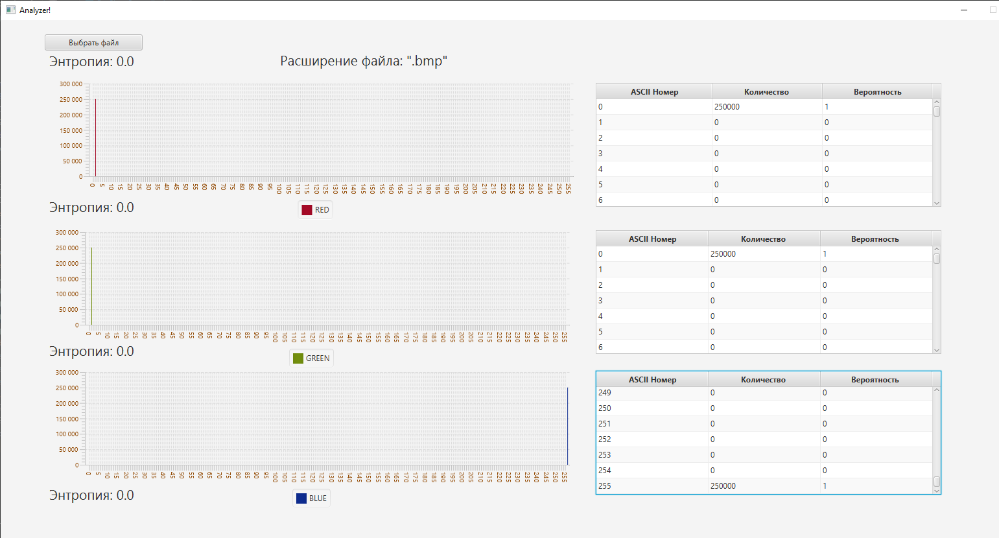 Analyzer!
Выбрать файл
Энтропия: 0.0
Расширение файла: ".bmp"
300 000
250 000
200 000
150 000
100 000
50 000
0
0 5 10 15 20 25 30 35 40 45 50 55 60 65 70 75 80 85 90 95 100 105 110 115 120 125 130 135 140 145 150 155 160 165 170 175 180 185 190 195 200 205 210 215 220 225 230 235 240 245 250 255
RED
ASCII Номер Количество Вероятность
0 250000 1
1 0 0
2 0 0
3 0 0
4 0 0
5 0 0
6 0 0
Энтропия: 0.0
300 000
250 000
200 000
150 000
100 000
50 000
0
0 5 10 15 20 25 30 35 40 45 50 55 60 65 70 75 80 85 90 95 100 105 110 115 120 125 130 135 140 145 150 155 160 165 170 175 180 185 190 195 200 205 210 215 220 225 230 235 240 245 250 255
GREEN
ASCII Номер Количество Вероятность
0 250000 1
1 0 0
2 0 0
3 0 0
4 0 0
5 0 0
6 0 0
Энтропия: 0.0
300 000
250 000
200 000
150 000
100 000
50 000
0
0 5 10 15 20 25 30 35 40 45 50 55 60 65 70 75 80 85 90 95 100 105 110 115 120 125 130 135 140 145 150 155 160 165 170 175 180 185 190 195 200 205 210 215 220 225 230 235 240 245 250 255
BLUE
ASCII Номер Количество Вероятность
249 0 0
250 0 0
251 0 0
252 0 0
253 0 0
254 0 0
255 250000 1
Энтропия: 0.0